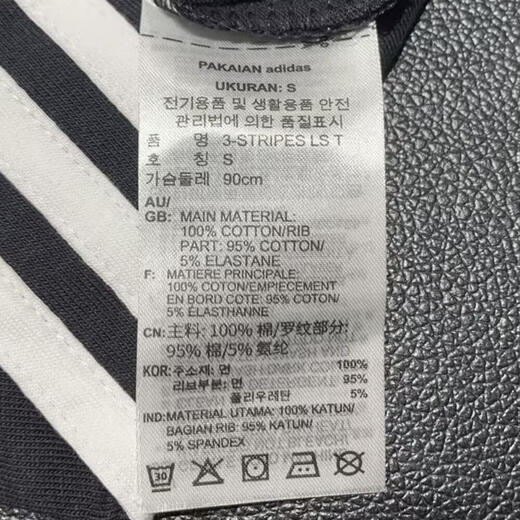 PAKAIAN adidas
UKURAN: S
전기용품 및 생활용품 안전
관리법에 의한 품질표시
품 명 3-STRIPES LS T
호 칭 S
가슴둘레 90cm
AU/
GB: MAIN MATERIAL:
100% COTTON/RIB
PART: 95% COTTON/
5% ELASTANE
F: MATIERE PRINCIPALE:
100% COTON/EMPIECEMENT
EN BORD COTE: 95% COTON/
5% ÉLASTHANNE
CN: 主料: 100% 棉/罗纹部分:
95% 棉/5% 氨纶
KOR: 주소재: 면 100%
리브부분: 면 95%
폴리우레탄 5%
IND: MATERIAL UTAMA: 100% KATUN/
BAGIAN RIB: 95% KATUN/
5% SPANDEX
30